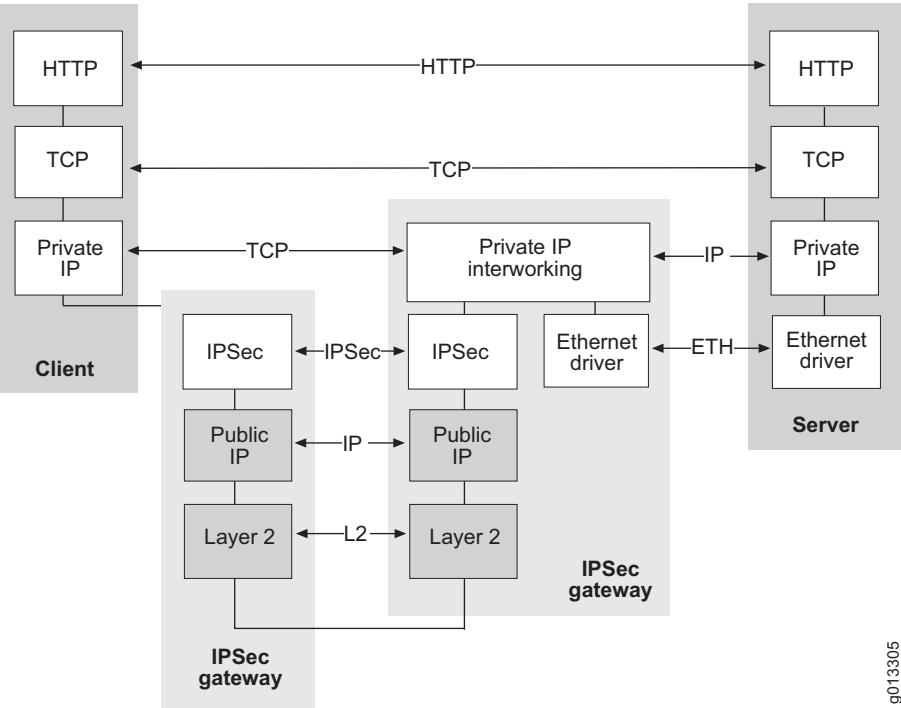 HTTP
HTTP
HTTP
TCP
TCP
TCP
Private
IP
TCP
Private IP
interworking
IP
Private
IP
IPSec
IPSec
IPSec
Ethernet
driver
ETH
Ethernet
driver
Client
Server
Public
IP
IP
Public
IP
Layer 2
L2
Layer 2
IPSec
gateway
IPSec
gateway
g013305